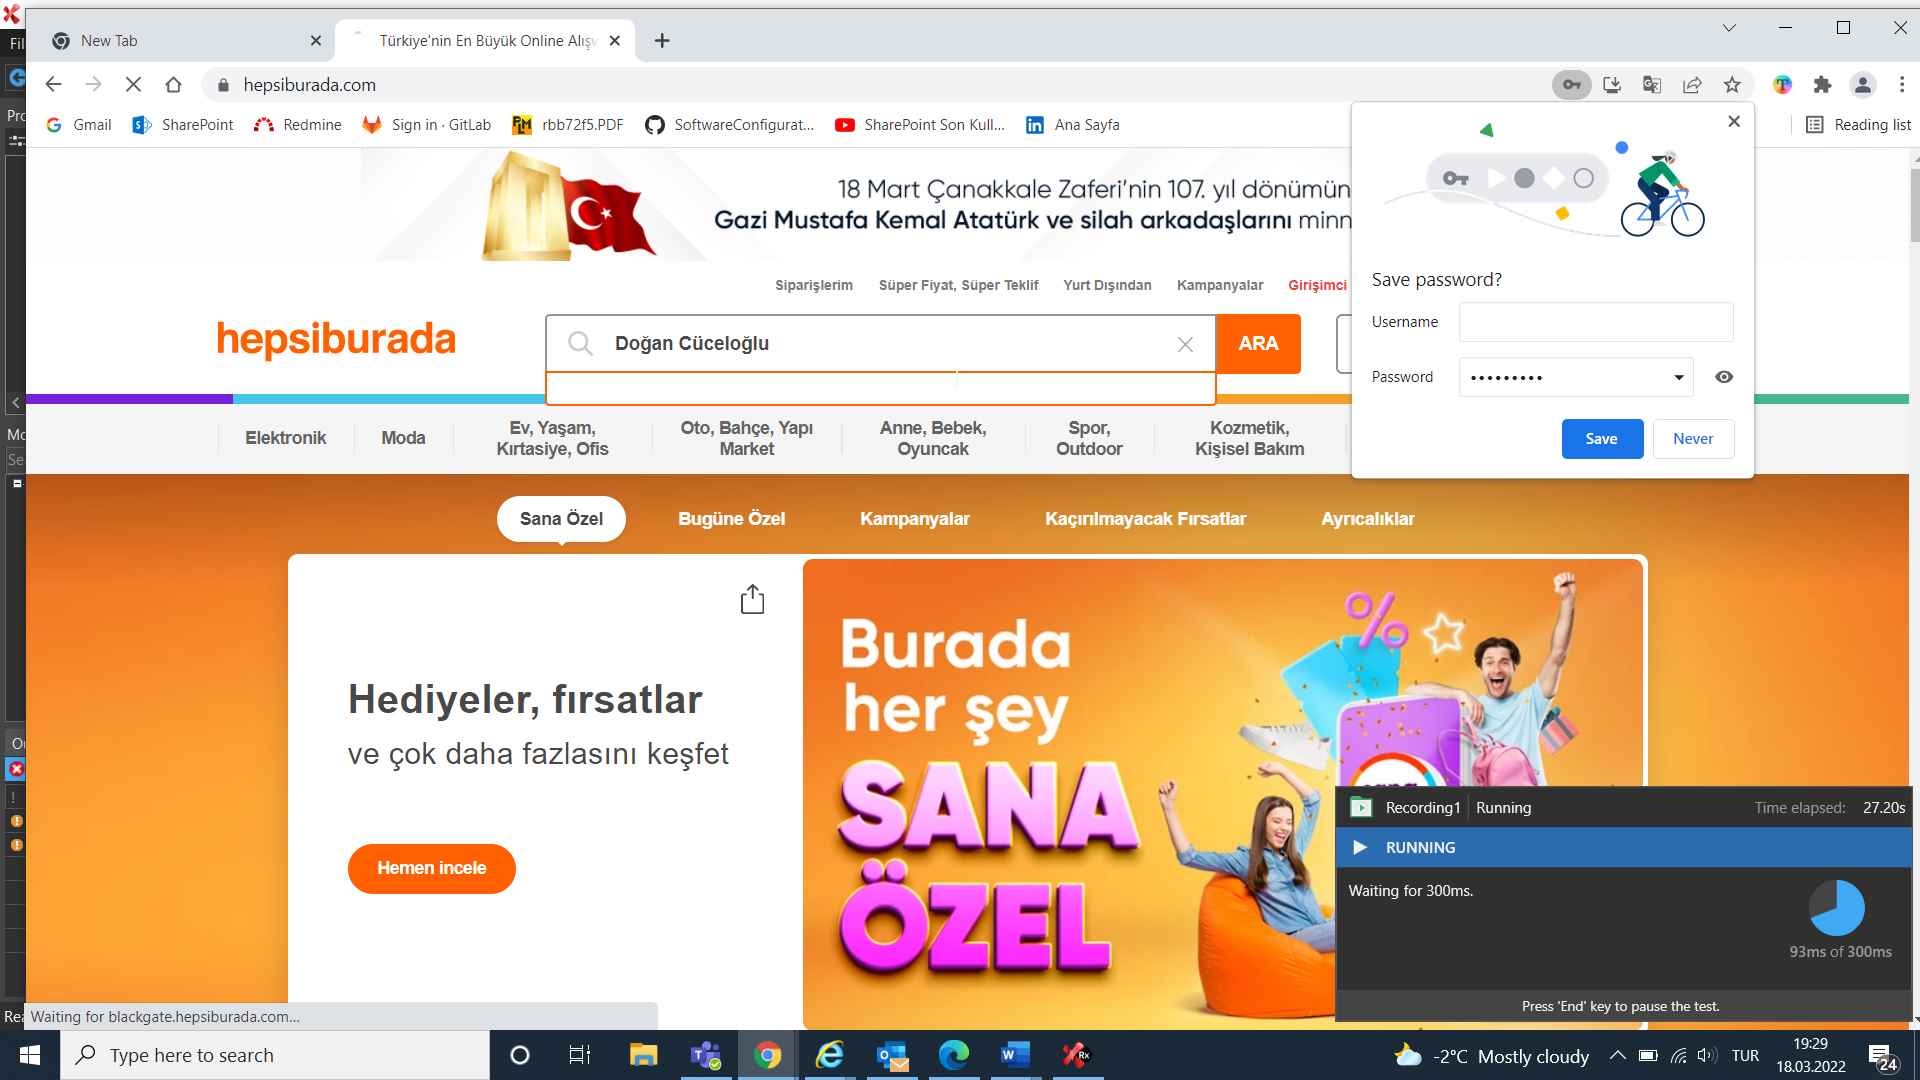 Fil
New Tab
Türkiye'nin En Büyük Online Alışv
hepsiburada.com
Pro
Gmail
SharePoint
Redmine
Sign in · GitLab
rbb72f5.PDF
SoftwareConfigurat...
SharePoint Son Kull...
Ana Sayfa
Reading list
18 Mart Çanakkale Zaferi'nin 107. yıl dönümün
Gazi Mustafa Kemal Atatürk ve silah arkadaşlarını minn
Siparişlerim
Süper Fiyat, Süper Teklif
Yurt Dışından
Kampanyalar
Girişimci
hepsiburada
Doğan Cüceloğlu
ARA
Save password?
Username
Password
•••••••••
Save
Never
Mo
Se
Elektronik
Moda
Ev, Yaşam,
Kırtasiye, Ofis
Oto, Bahçe, Yapı
Market
Anne, Bebek,
Oyuncak
Spor,
Outdoor
Kozmetik,
Kişisel Bakım
Sana Özel
Bugüne Özel
Kampanyalar
Kaçırılmayacak Fırsatlar
Ayrıcalıklar
Hediyeler, fırsatlar
ve çok daha fazlasını keşfet
Hemen incele
Burada
her şey
SANA
ÖZEL
%
Ou
Recording1
Running
Time elapsed:
27.20s
RUNNING
Waiting for 300ms.
93ms of 300ms
Press 'End' key to pause the test.
Rea
Waiting for blackgate.hepsiburada.com...
Type here to search
-2°C Mostly cloudy
TUR
19:29
18.03.2022
24